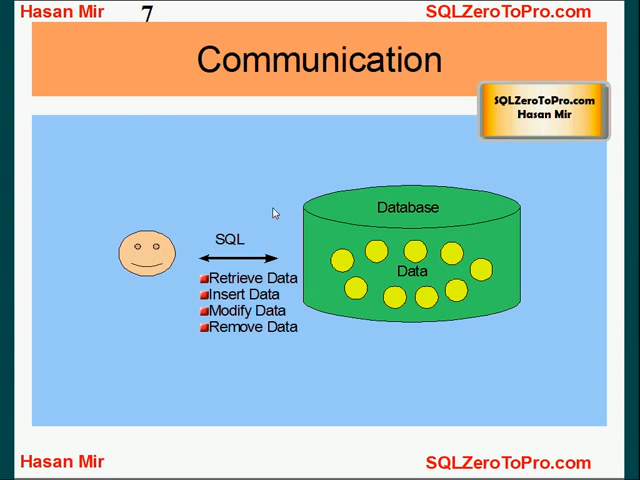 Hasan Mir 7 SQLZeroToPro.com
Communication
SQLZeroToPro.com
Hasan Mir
Database
SQL
Data
Retrieve Data
Insert Data
Modify Data
Remove Data
Hasan Mir SQLZeroToPro.com